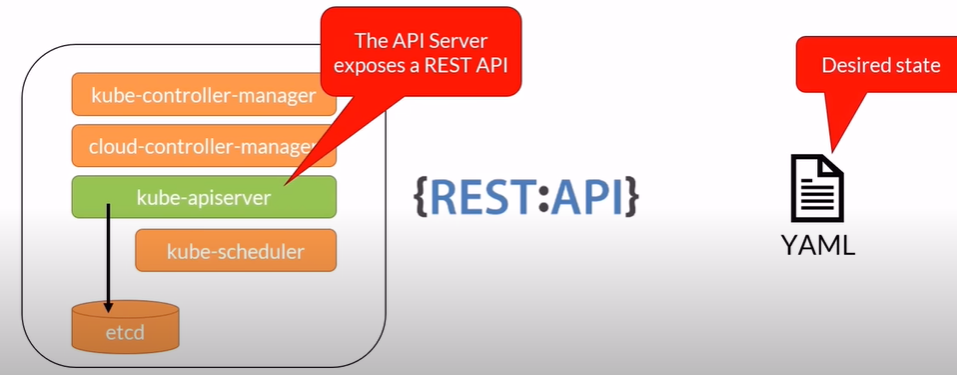 The API Server
exposes a REST API
Desired state
kube-controller-manager
cloud-controller-manager
kube-apiserver
{REST:API}
kube-scheduler
YAML
etcd